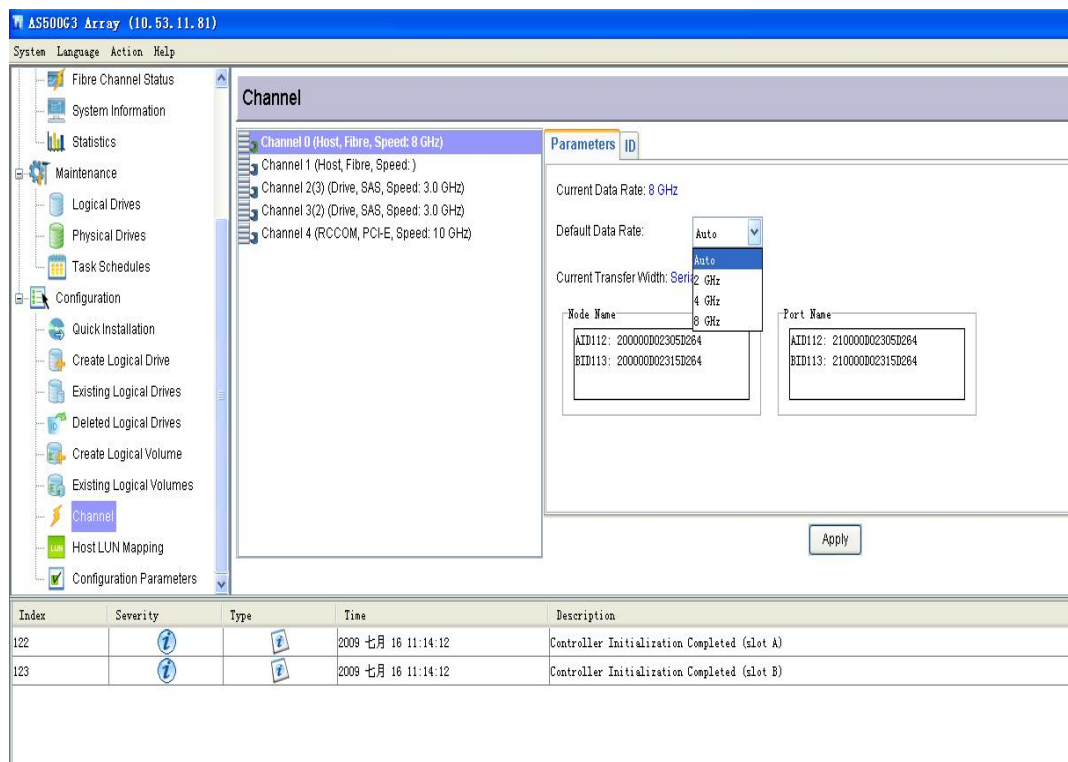 AS500G3 Array (10.53.11.81)
System Language Action Help
Fibre Channel Status
System Information
Statistics
Maintenance
Logical Drives
Physical Drives
Task Schedules
Configuration
Quick Installation
Create Logical Drive
Existing Logical Drives
Deleted Logical Drives
Create Logical Volume
Existing Logical Volumes
Channel
LUN Host LUN Mapping
Configuration Parameters
Channel
Channel 0 (Host, Fibre, Speed: 8 GHz)
Channel 1 (Host, Fibre, Speed: )
Channel 2(3) (Drive, SAS, Speed: 3.0 GHz)
Channel 3(2) (Drive, SAS, Speed: 3.0 GHz)
Channel 4 (RCCOM, PCI-E, Speed: 10 GHz)
Parameters ID
Current Data Rate: 8 GHz
Default Data Rate: Auto
Auto
2 GHz
4 GHz
8 GHz
Current Transfer Width: Seria
Node Name
AID112: 200000D02305D264
BID113: 200000D02315D264
Port Name
AID112: 210000D02305D264
BID113: 210000D02315D264
Apply
Index Severity Type Time Description
122 2009 七月 16 11:14:12 Controller Initialization Completed (slot A)
123 2009 七月 16 11:14:12 Controller Initialization Completed (slot B)